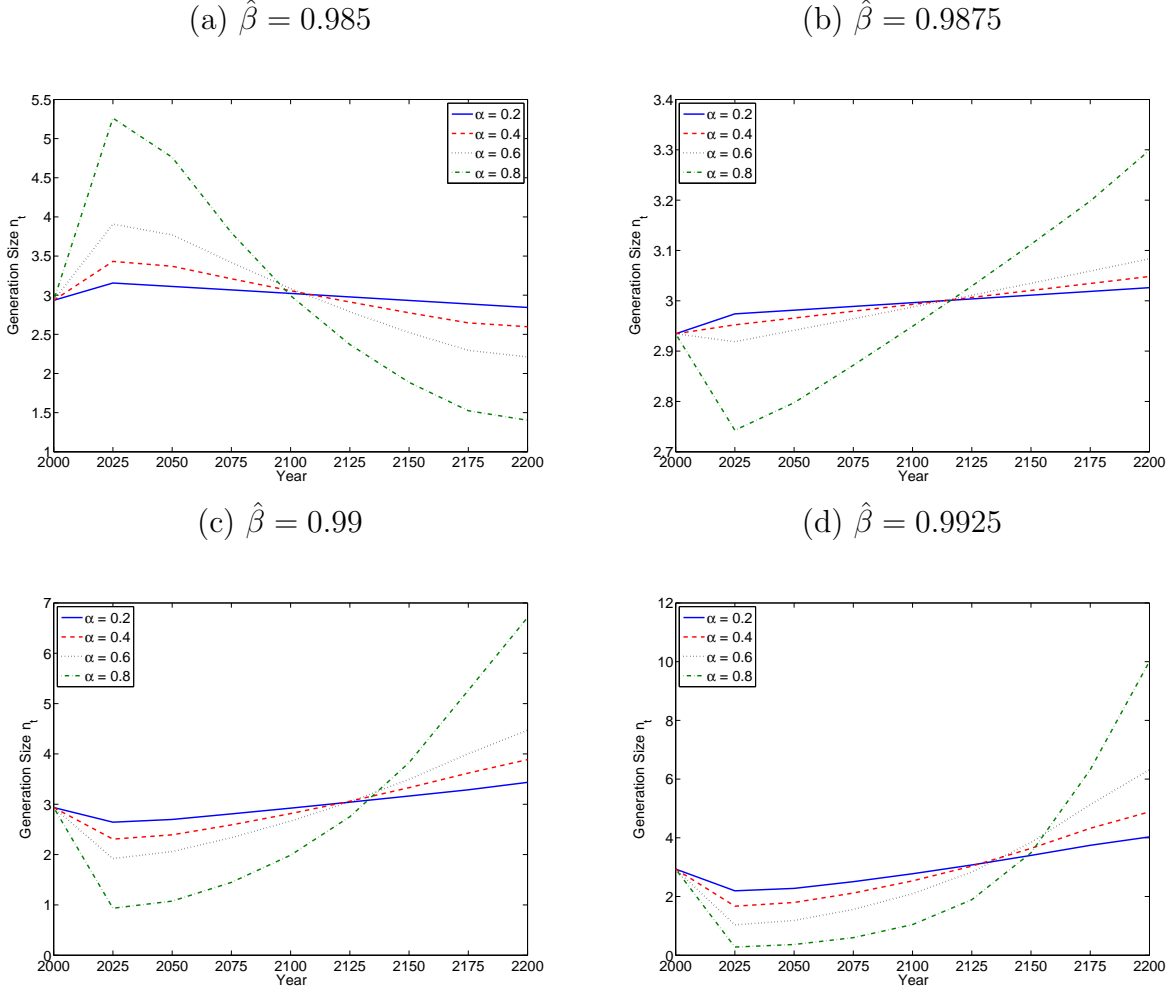 (a) β̂ = 0.985
5.5
5
4.5
4
3.5
3
2.5
2
1.5
1
Generation Size n_t
α = 0.2
α = 0.4
α = 0.6
α = 0.8
2000 2025 2050 2075 2100 2125 2150 2175 2200
Year
(b) β̂ = 0.9875
3.4
3.3
3.2
3.1
3
2.9
2.8
2.7
Generation Size n_t
α = 0.2
α = 0.4
α = 0.6
α = 0.8
2000 2025 2050 2075 2100 2125 2150 2175 2200
Year
(c) β̂ = 0.99
7
6
5
4
3
2
1
0
Generation Size n_t
α = 0.2
α = 0.4
α = 0.6
α = 0.8
2000 2025 2050 2075 2100 2125 2150 2175 2200
Year
(d) β̂ = 0.9925
12
10
8
6
4
2
0
Generation Size n_t
α = 0.2
α = 0.4
α = 0.6
α = 0.8
2000 2025 2050 2075 2100 2125 2150 2175 2200
Year